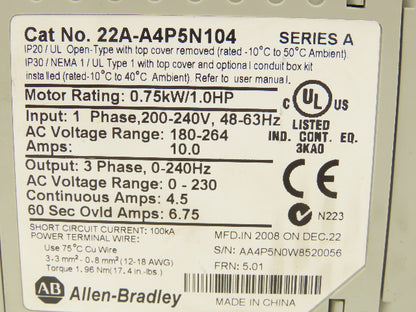 Cat No. 22A-A4P5N104 SERIES A
IP20 / UL Open-Type with top cover removed (rated -10°C to 50°C Ambient).
IP30 / NEMA 1 / UL Type 1 with top cover and optional conduit box kit
installed (rated-10°C to 40°C Ambient). Refer to user manual.
Motor Rating: 0.75kW/1.0HP
Input: 1 Phase,200-240V, 48-63Hz
AC Voltage Range: 180-264
Amps: 10.0
Output: 3 Phase, 0-240Hz
AC Voltage Range: 0 - 230
Continuous Amps: 4.5
60 Sec Ovld Amps: 6.75
C UL US
LISTED
IND. CONT. EQ.
3KA0
CE
N223
SHORT CIRCUIT CURRENT: 100kA
POWER TERMINAL WIRE:
Use 75°C Cu Wire
3.3 mm² - 0.8 mm² (12-18 AWG)
Torque 1.96 Nm(17.4 in.-lbs.)
MFD.IN 2008 ON DEC.22
S/N: AA4P5N0W8520056
FRN: 5.01
AB Allen-Bradley
MADE IN CHINA